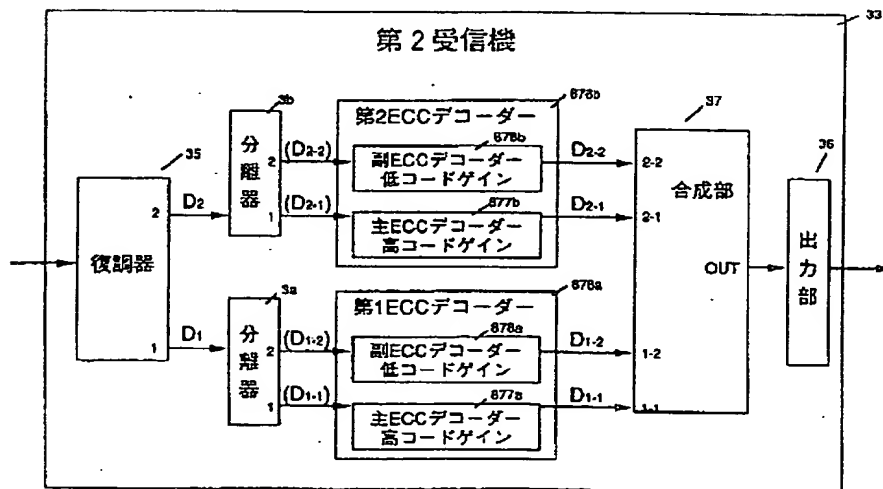 33
第2受信機
35
2
D2
復調器
1
D1
3b
分離器
2
1
(D2-2)
(D2-1)
876b
第2ECCデコーダー
878b
副ECCデコーダー
低コードゲイン
877b
主ECCデコーダー
高コードゲイン
D2-2
D2-1
3a
分離器
2
1
(D1-2)
(D1-1)
876a
第1ECCデコーダー
878a
副ECCデコーダー
低コードゲイン
877a
主ECCデコーダー
高コードゲイン
D1-2
D1-1
37
2-2
合成部
2-1
OUT
1-2
1-1
36
出力部